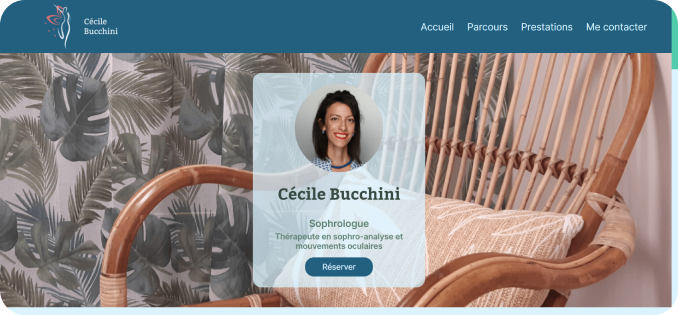 Cécile
Bucchini
Accueil Parcours Prestations Me contacter
Cécile Bucchini
Sophrologue
Thérapeute en sophro-analyse et
mouvements oculaires
Réserver